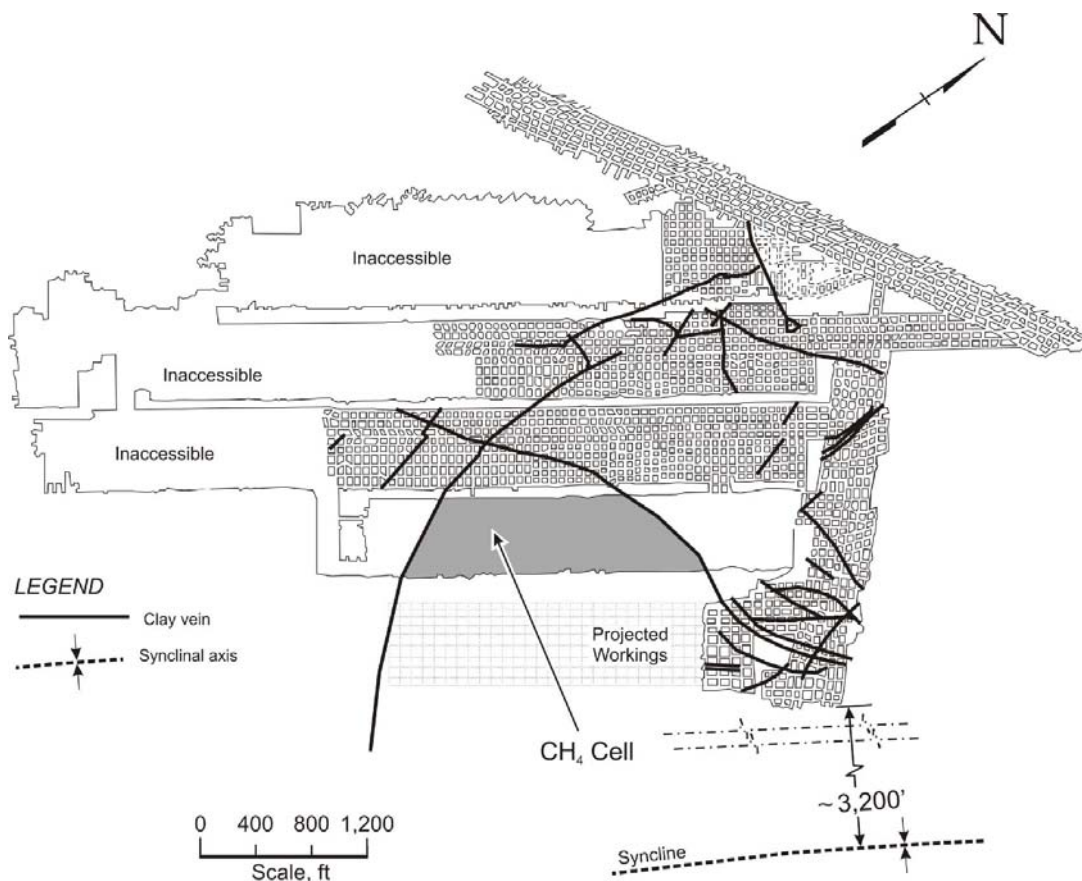 N
Inaccessible
Inaccessible
Inaccessible
LEGEND
Clay vein
Synclinal axis
Projected
Workings
CH₄ Cell
~3,200'
0 400 800 1,200
Scale, ft
Syncline